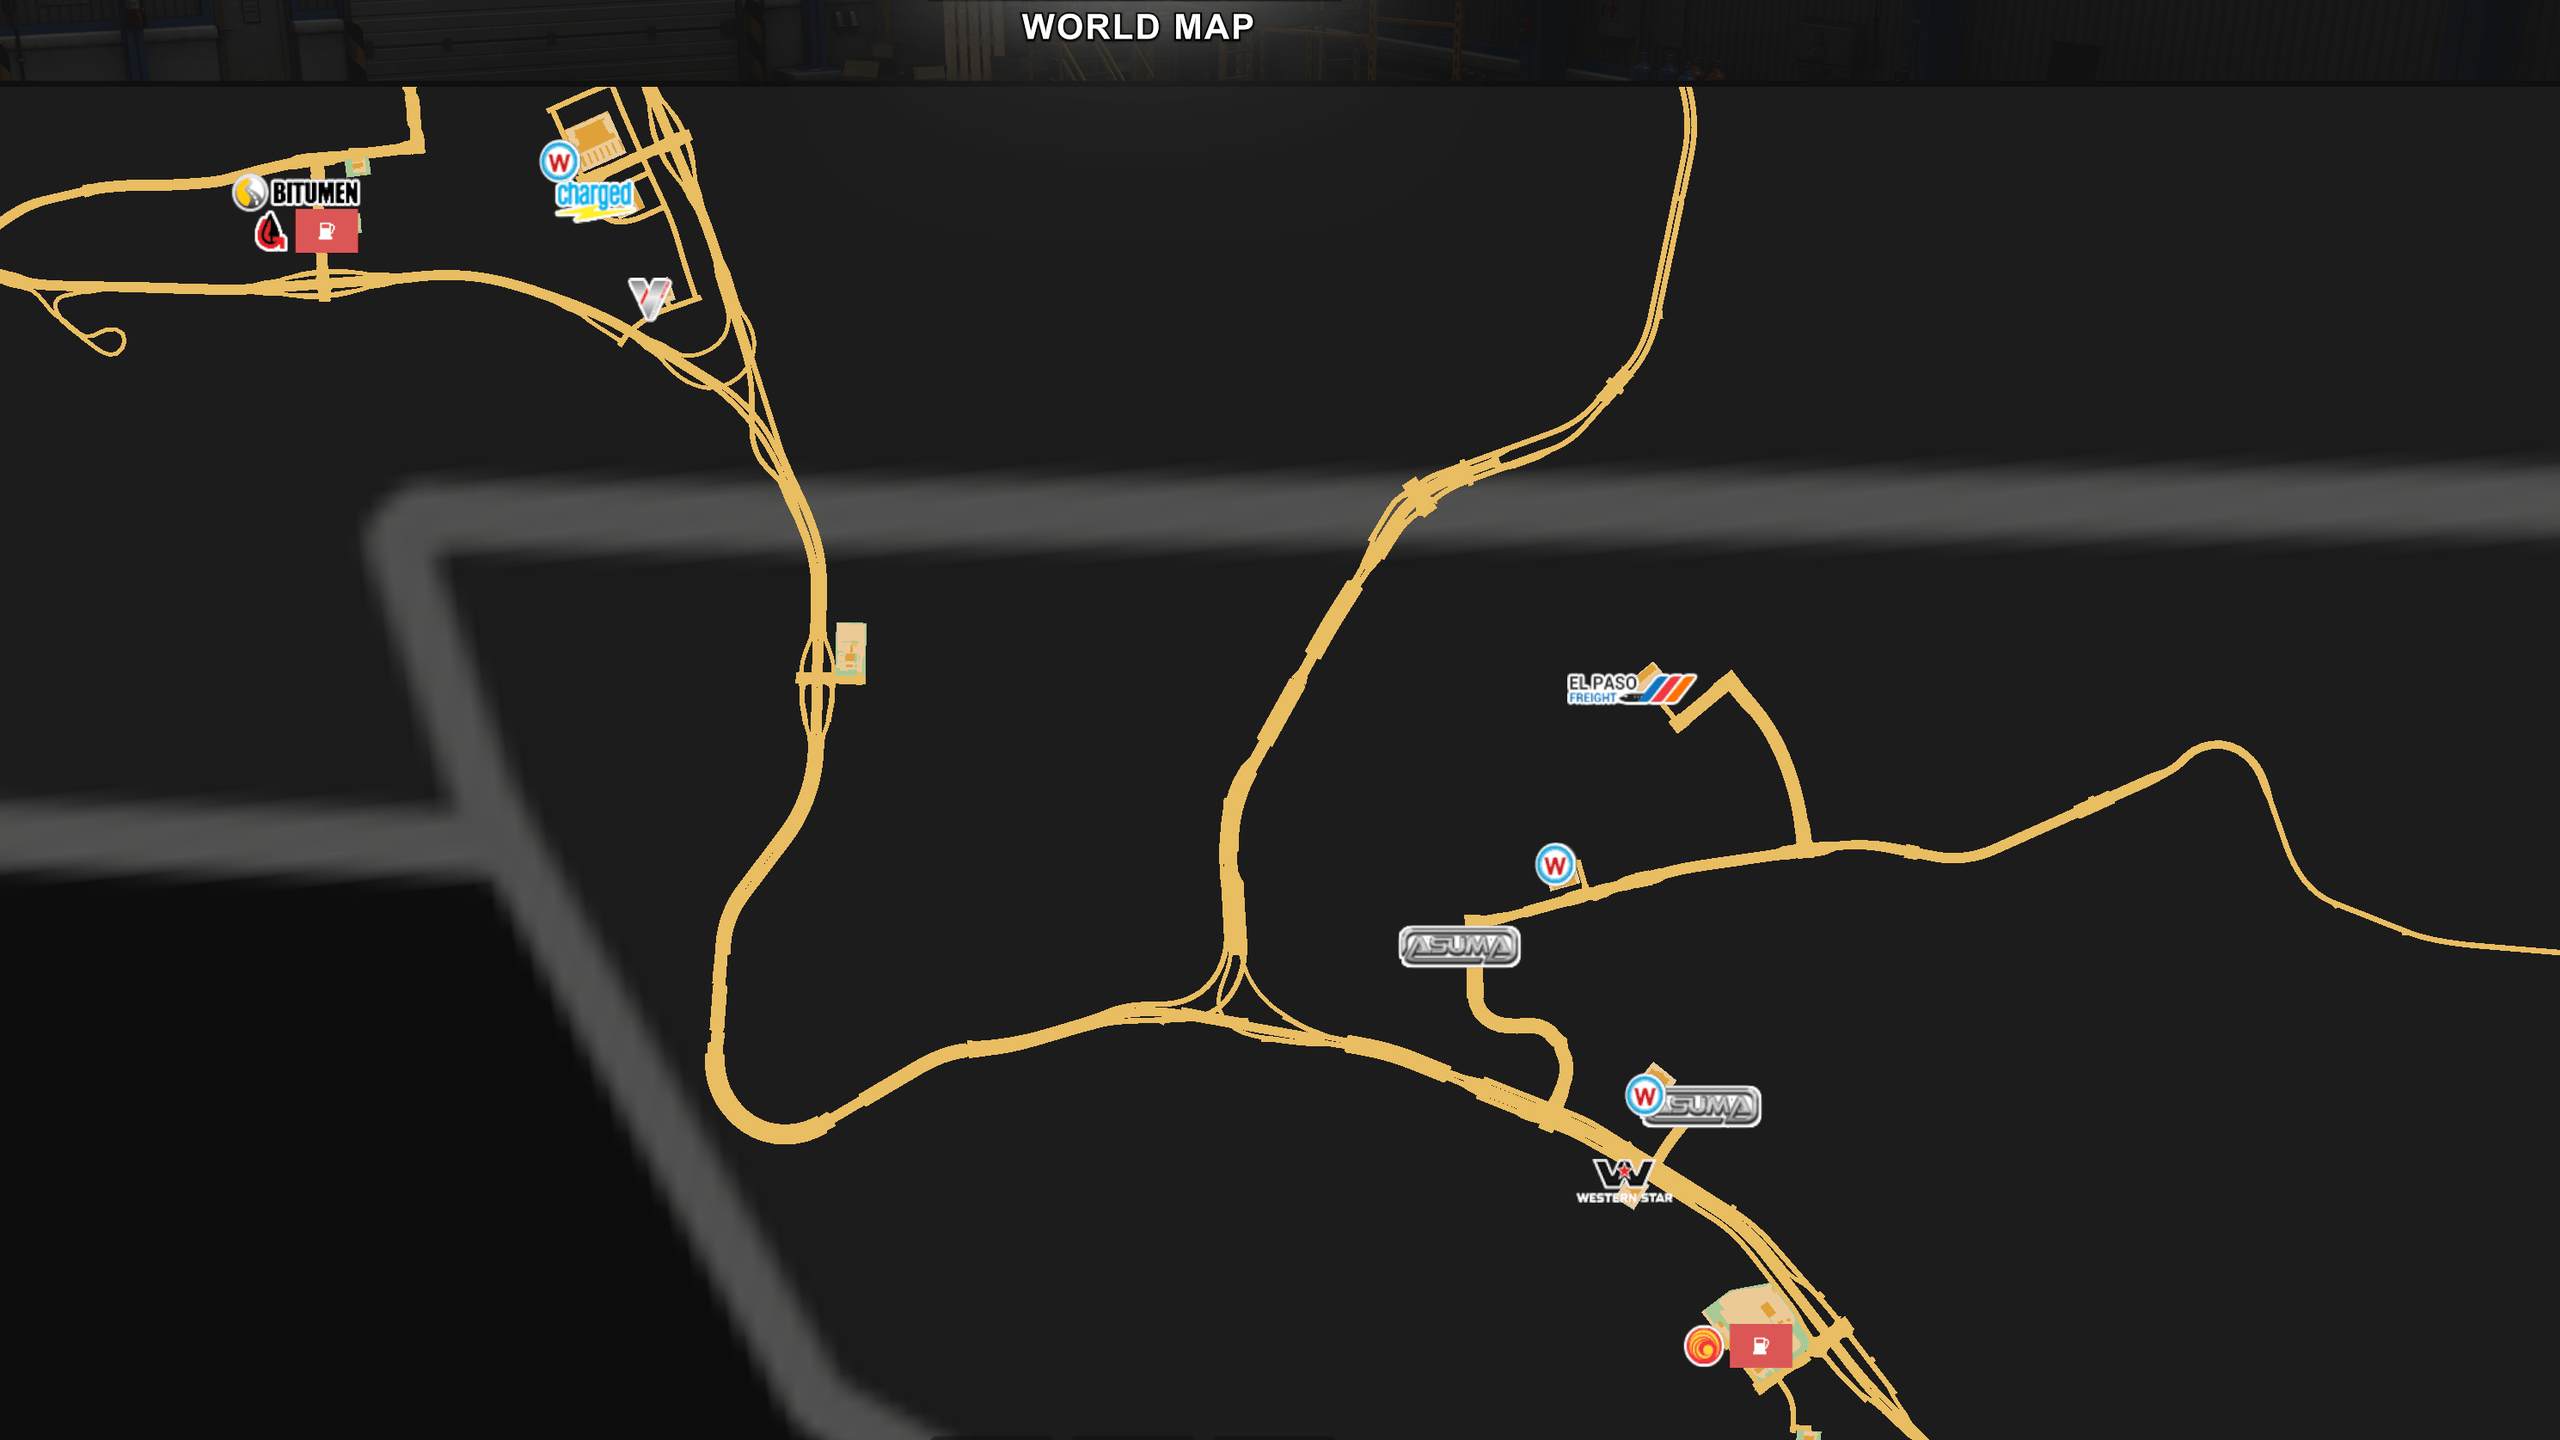 WORLD MAP
W
BITUMEN
charged
V
EL PASO
FREIGHT
W
ASUMA
W
SUMA
W
WESTERN STAR